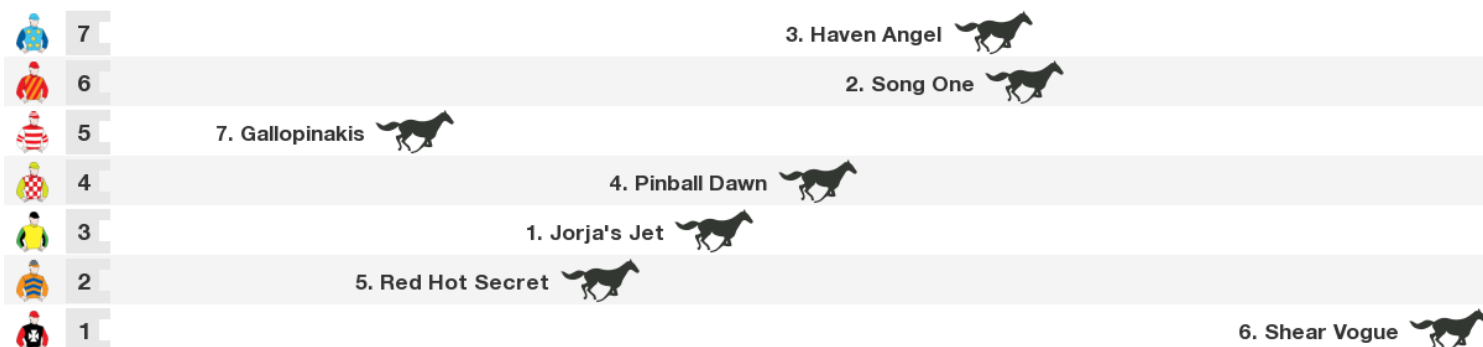 7 3. Haven Angel
6 2. Song One
5 7. Gallopinakis
4 4. Pinball Dawn
3 1. Jorja's Jet
2 5. Red Hot Secret
1 6. Shear Vogue